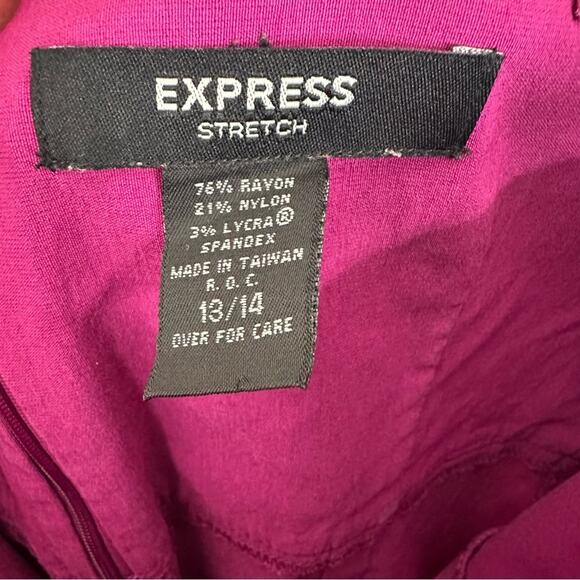 EXPRESS
STRETCH
76% RAYON
21% NYLON
3% LYCRA®
SPANDEX
MADE IN TAIWAN
R. O. C.
13/14
OVER FOR CARE